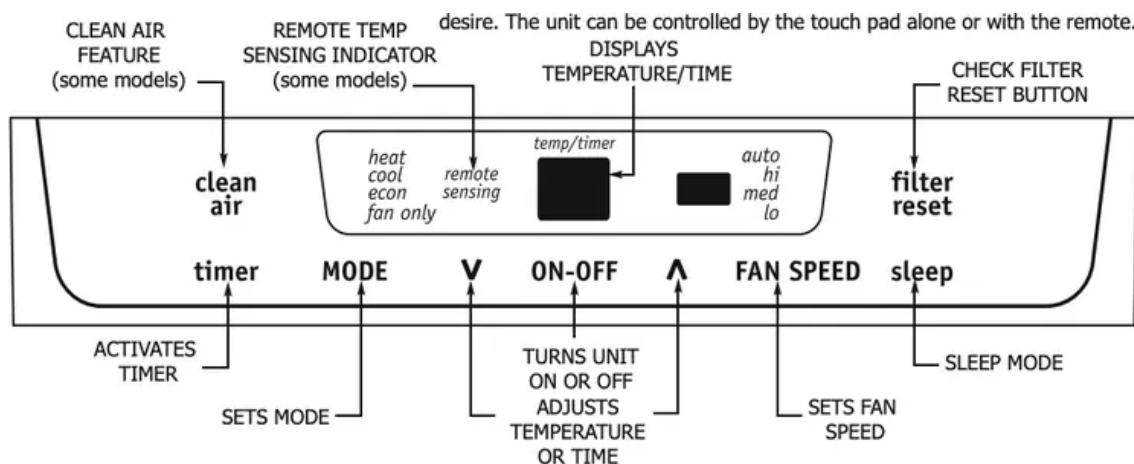 desire. The unit can be controlled by the touch pad alone or with the remote.
CLEAN AIR
FEATURE
(some models)
REMOTE TEMP
SENSING INDICATOR
(some models)
DISPLAYS
TEMPERATURE/TIME
CHECK FILTER
RESET BUTTON
clean
air
heat
cool
econ
fan only
remote
sensing
temp/timer
auto
hi
med
lo
filter
reset
timer MODE V ON-OFF Λ FAN SPEED sleep
ACTIVATES
TIMER
SETS MODE
TURNS UNIT
ON OR OFF
ADJUSTS
TEMPERATURE
OR TIME
SETS FAN
SPEED
SLEEP MODE